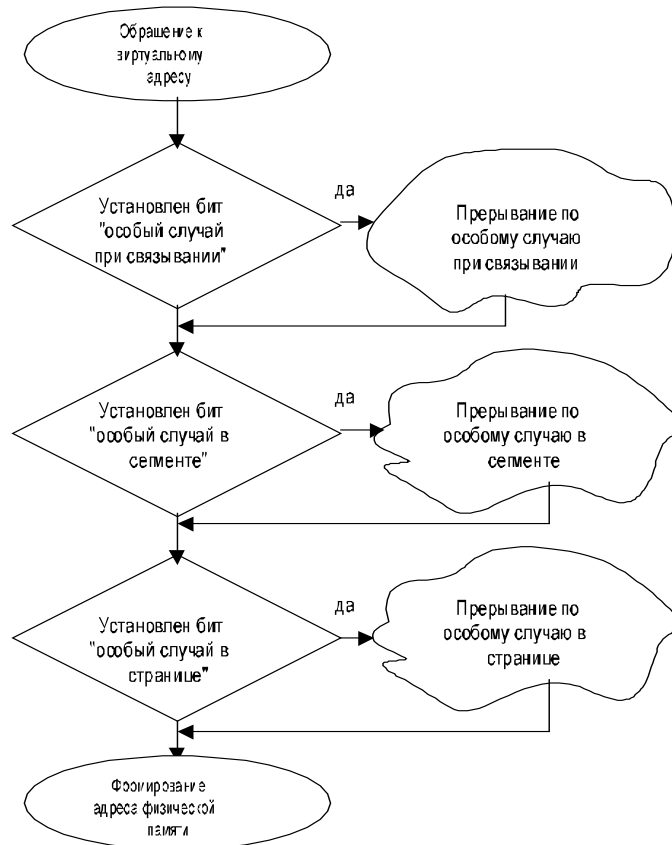 Обращение к
виртуальному
адресу
Установлен бит
"особый случай
при связывании"
да
Прерывание по
особому случаю
при связывании
Установлен бит
"особый случай в
сегменте"
да
Прерывание по
особому случаю в
сегменте
Установлен бит
"особый случай в
странице"
да
Прерывание по
особому случаю в
странице
Формирование
адреса физической
памяти